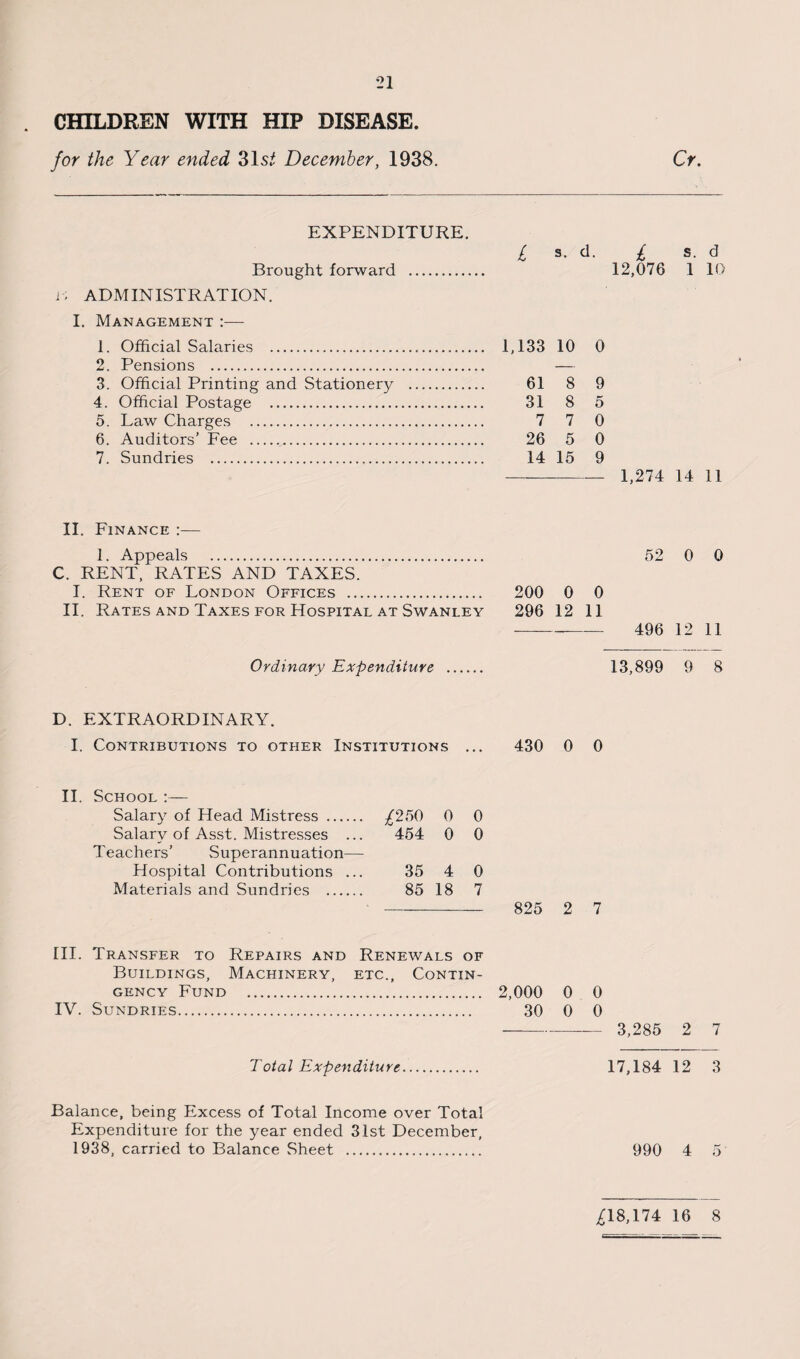 21
CHILDREN WITH HIP DISEASE.
for the Year ended 31st December, 1938. Cr.
EXPENDITURE.
£ s. d. £ s. d
Brought forward ............ 12,076 1 10
ADMINISTRATION.
I. Management :—
1. Official Salaries .................................. 1,133 10 0
2. Pensions .......................................... —
3. Official Printing and Stationery ............ 61 8 9
4. Official Postage .................................. 31 8 5
5. Law Charges .................................... 7 7 0
6. Auditors' Fee .................................... 26 5 0
7. Sundries .......................................... 14 15 9
1,274 14 11
II. Finance :—
1. Appeals .......................................... 52 0 0
C. RENT, RATES AND TAXES.
I. Rent of London Offices ..................... 200 0 0
II. Rates and Taxes for Hospital at Swanley 296 12 11
496 12 11
Ordinary Expenditure ...... 13,899 9 8
D. EXTRAORDINARY.
I. Contributions to other Institutions ... 430 0 0
II. School :—
Salary of Head Mistress ...... £250 0 0
Salary of Asst. Mistresses ... 454 0 0
Teachers' Superannuation—
Hospital Contributions ... 35 4 0
Materials and Sundries ...... 85 18 7
825 2 7
III. Transfer to Repairs and Renewals of
Buildings, Machinery, etc., Contin-
gency Fund .................................... 2,000 0 0
IV. Sundries............................................. 30 0 0
3,285 2 7
Total Expenditure............ 17,184 12 3
Balance, being Excess of Total Income over Total
Expenditure for the year ended 31st December,
1938, carried to Balance Sheet ..................... 990 4 5
£18,174 16 8